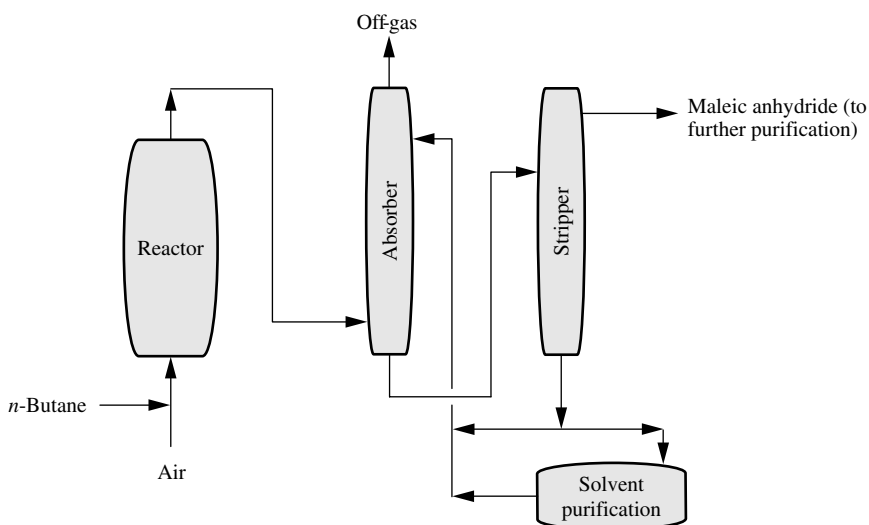 Off-gas
Maleic anhydride (to
further purification)
Reactor
Absorber
Stripper
n-Butane
Air
Solvent
purification